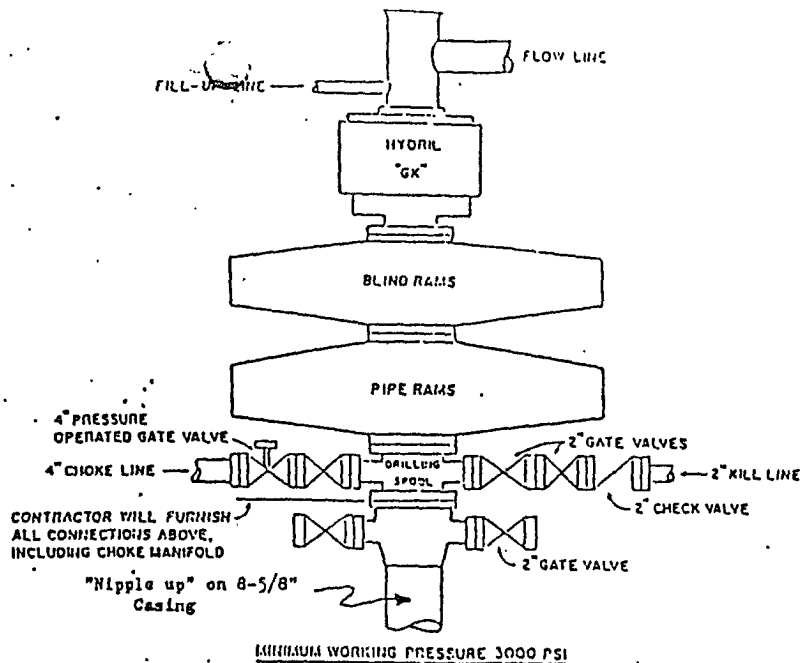 FLOW LINE
FILL-UP LINE
HYDRIL
"GK"
BLIND RAMS
PIPE RAMS
4" PRESSURE
OPERATED GATE VALVE
2" GATE VALVES
4" CHOKE LINE
DRILLING
SPOOL
2" KILL LINE
2" CHECK VALVE
CONTRACTOR WILL FURNISH
ALL CONNECTIONS ABOVE,
INCLUDING CHOKE MANIFOLD
2" GATE VALVE
"Nipple up" on 8-5/8"
Casing
MINIMUM WORKING PRESSURE 3000 PSI